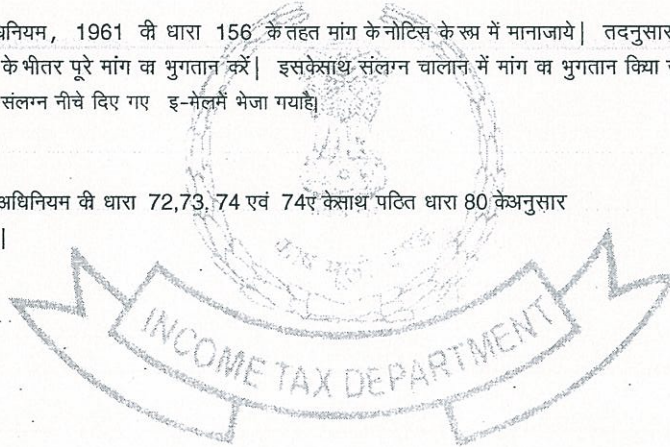 धिनियम, 1961 की धारा 156 के तहत मांग के नोटिस के रूप में मानाजाये| तदनुसार
के भीतर पूरे मांग का भुगतान करें| इसकेसाथ संलग्न चालान में मांग का भुगतान किया
संलग्न नीचे दिए गए इ-मेलमें भेजा गयाहै|
अधिनियम की धारा 72,73, 74 एवं 74ए केसाथ पठित धारा 80 केअनुसार
|
INCOME TAX DEPARTMENT